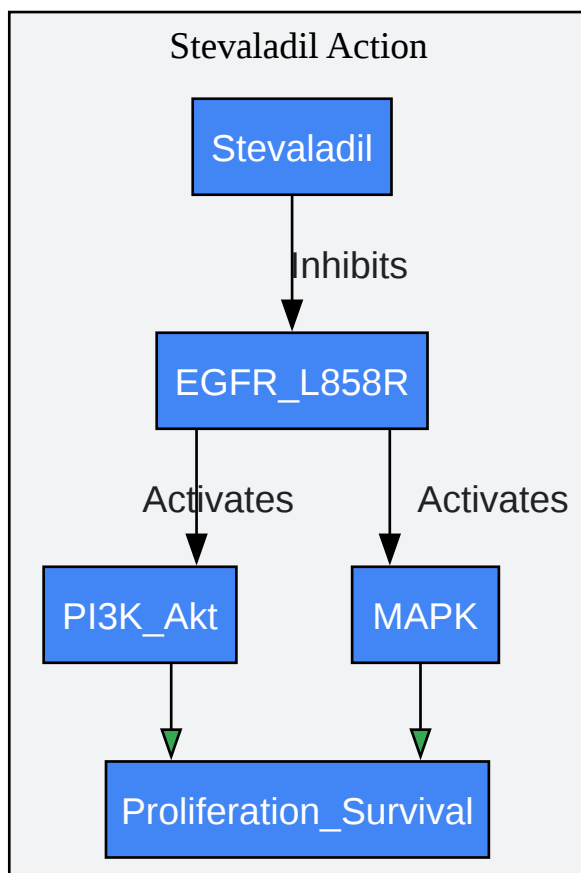 Stevaladil Action
Stevaladil
Inhibits
EGFR_L858R
Activates
Activates
PI3K_Akt
MAPK
Proliferation_Survival